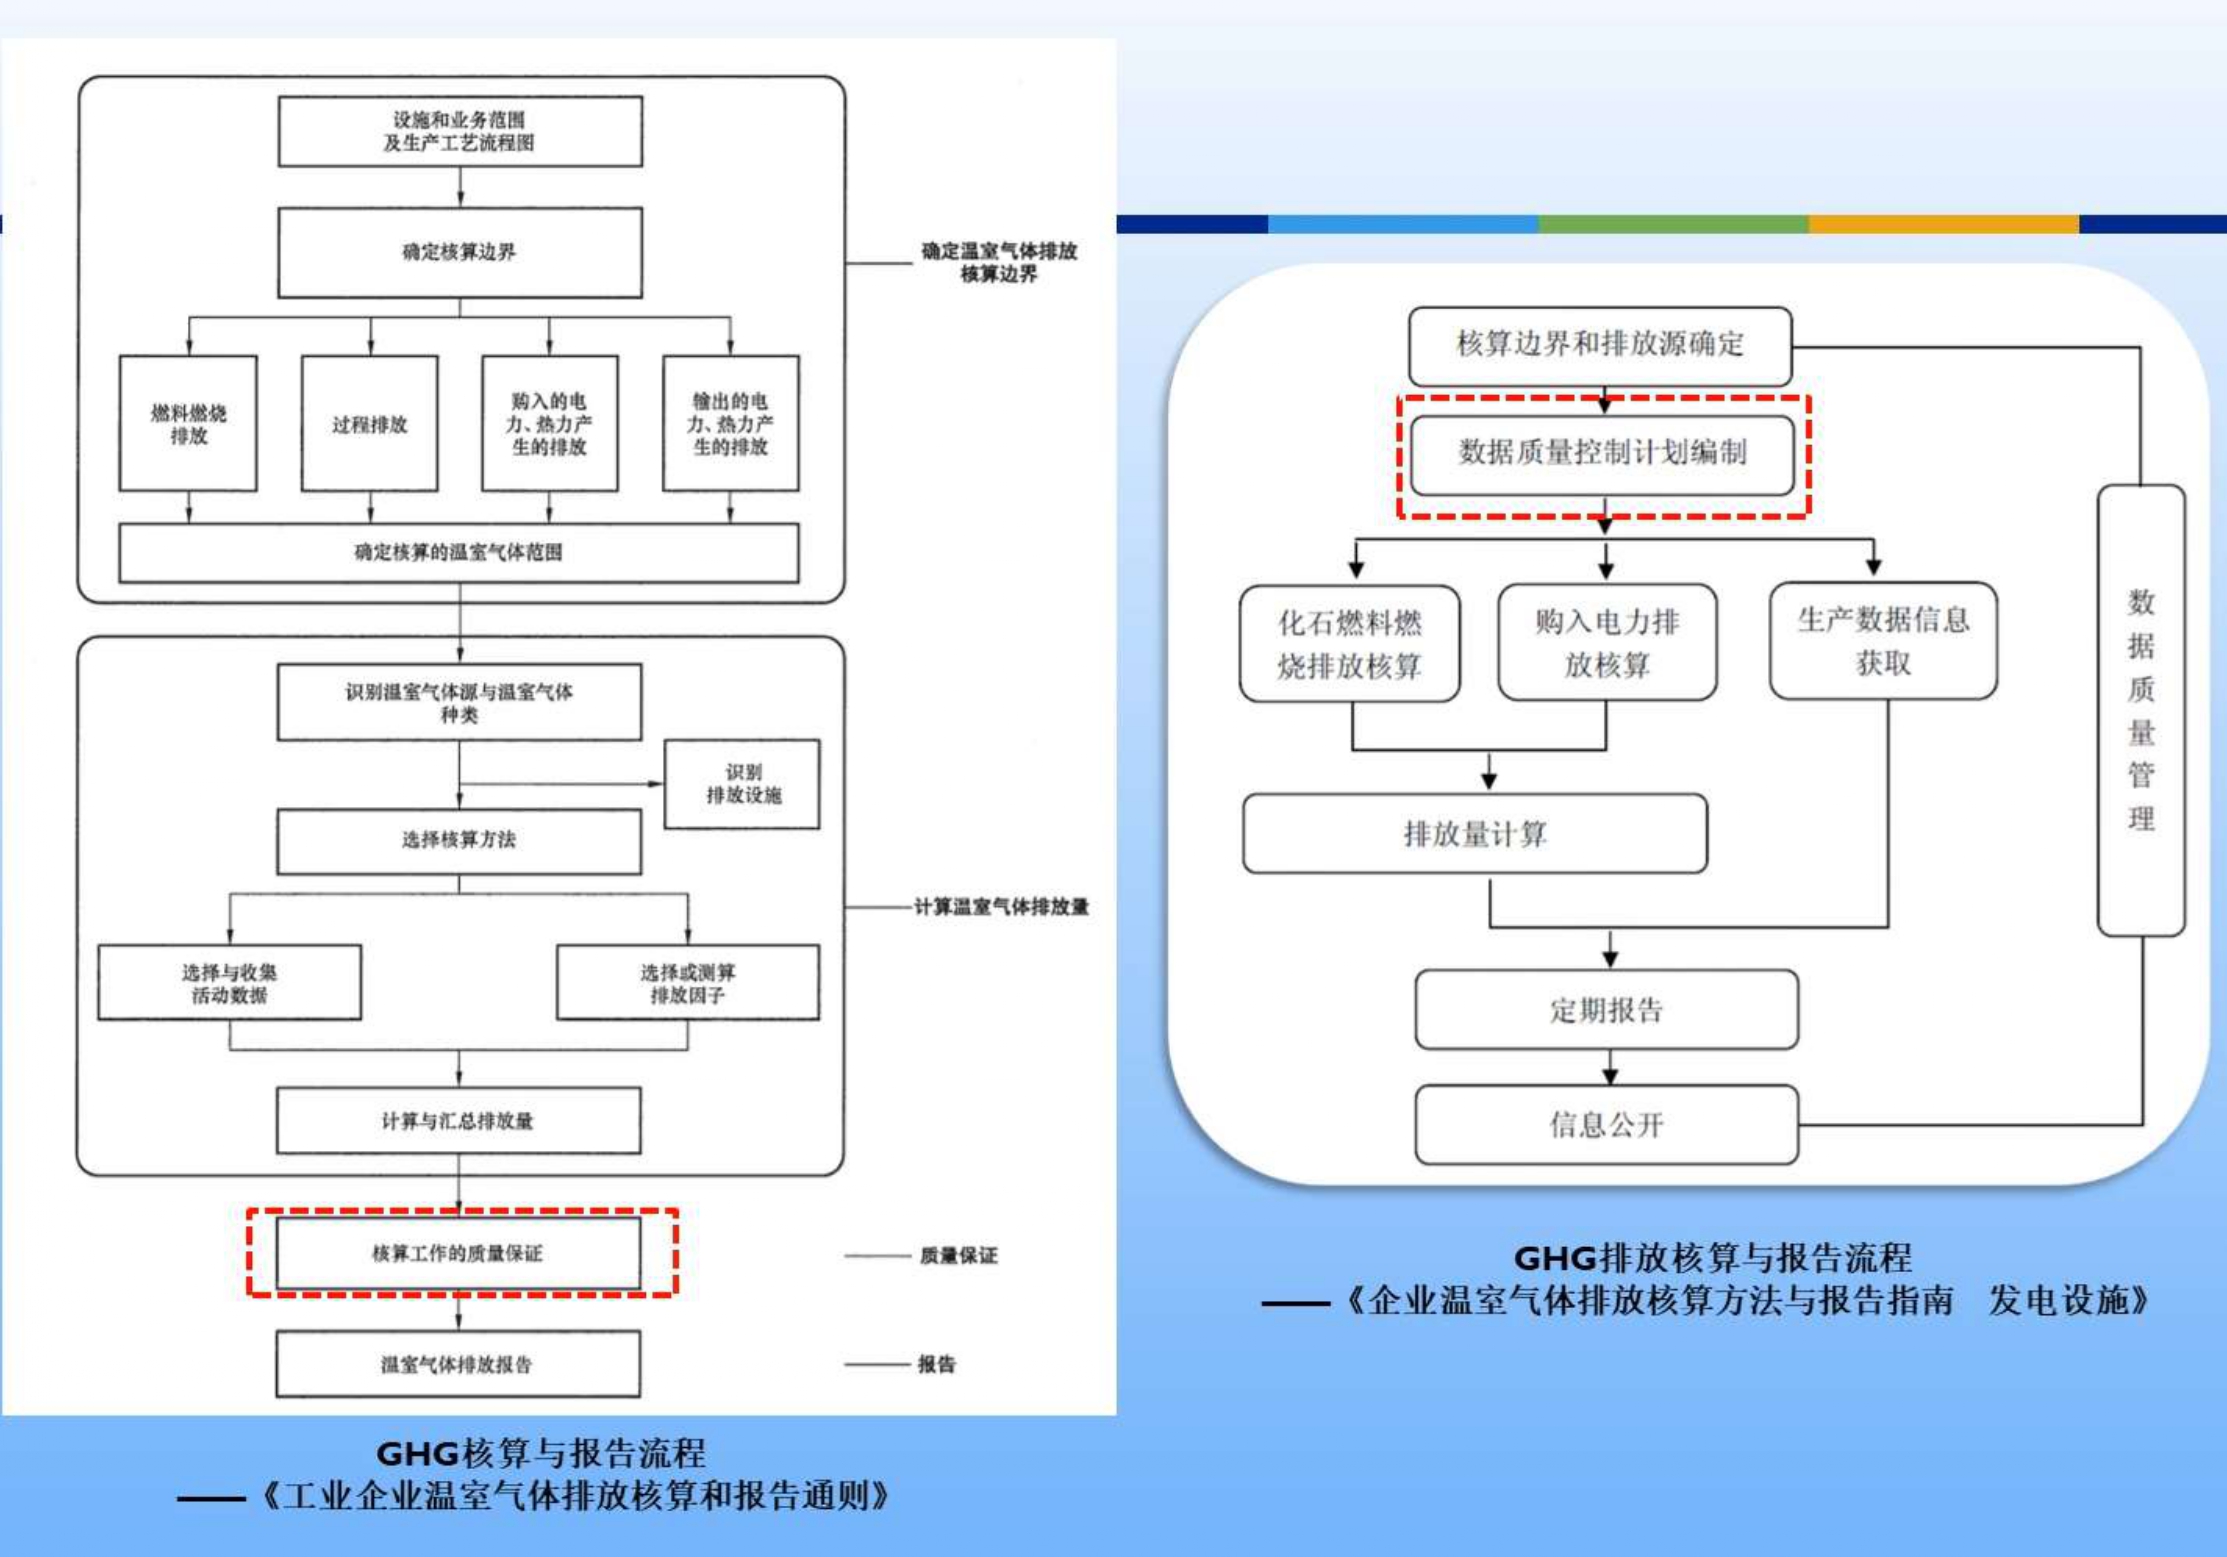 设施和业务范围
及生产工艺流程图
确定核算边界
确定温室气体排放
核算边界
燃料燃烧
排放
过程排放
购入的电
力、热力产
生的排放
输出的电
力、热力产
生的排放
确定核算的温室气体范围
识别温室气体源与温室气体
种类
识别
排放设施
选择核算方法
计算温室气体排放量
选择与收集
活动数据
选择或测算
排放因子
计算与汇总排放量
核算工作的质量保证
质量保证
温室气体排放报告
报告
GHG核算与报告流程
——《工业企业温室气体排放核算和报告通则》
核算边界和排放源确定
数据质量控制计划编制
化石燃料燃
烧排放核算
购入电力排
放核算
生产数据信息
获取
数
据
质
量
管
理
排放量计算
定期报告
信息公开
GHG排放核算与报告流程
——《企业温室气体排放核算方法与报告指南 发电设施》